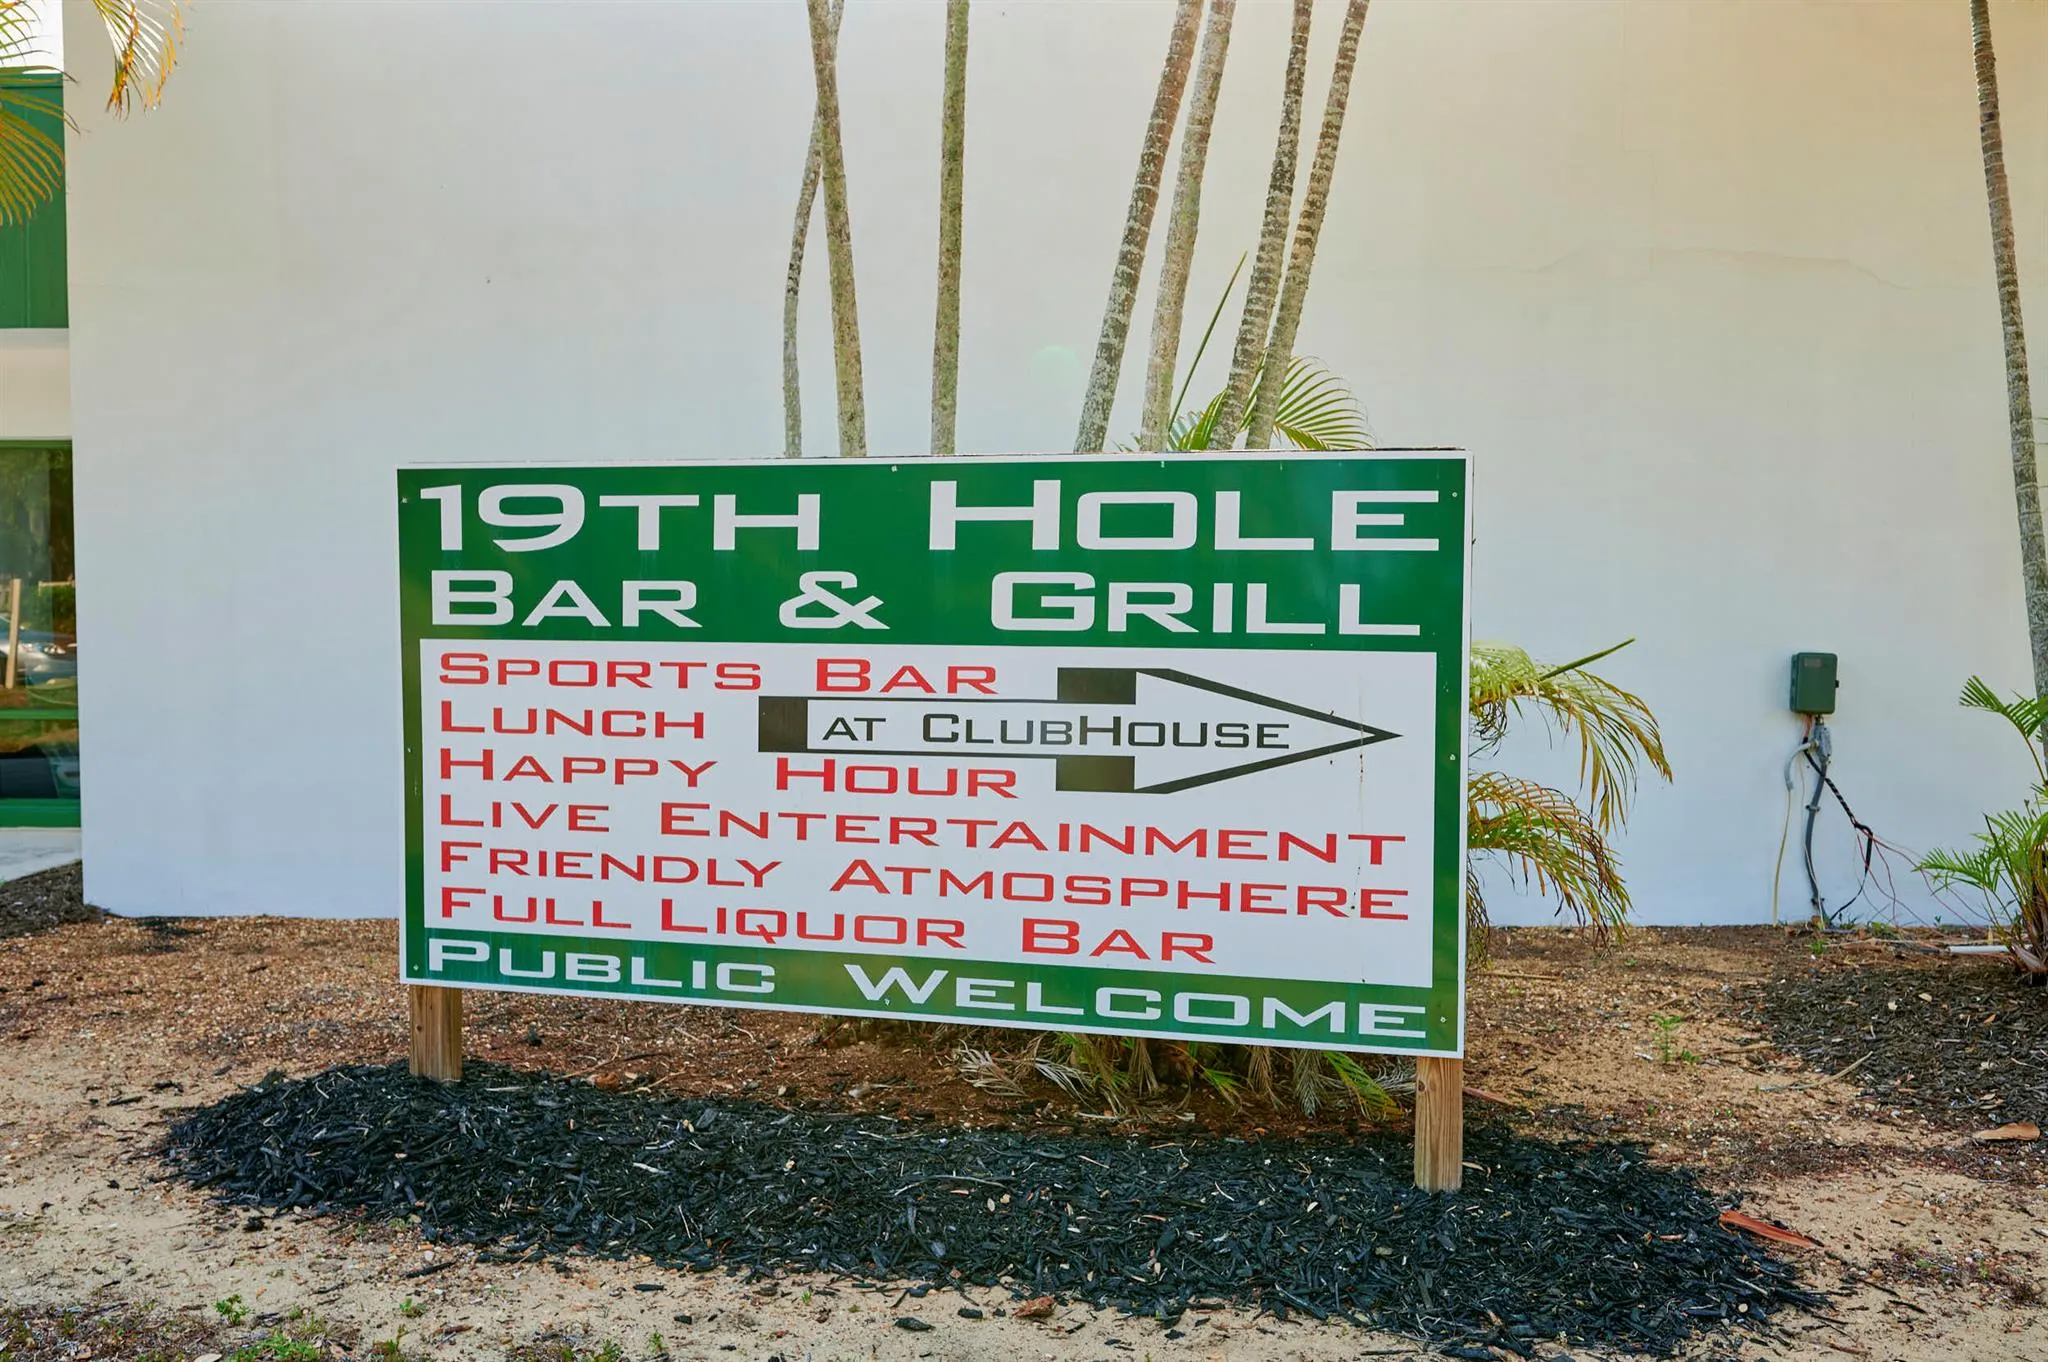 19TH HOLE
BAR & GRILL
SPORTS BAR
LUNCH
AT CLUBHOUSE
HAPPY HOUR
LIVE ENTERTAINMENT
FRIENDLY ATMOSPHERE
FULL LIQUOR BAR
PUBLIC WELCOME